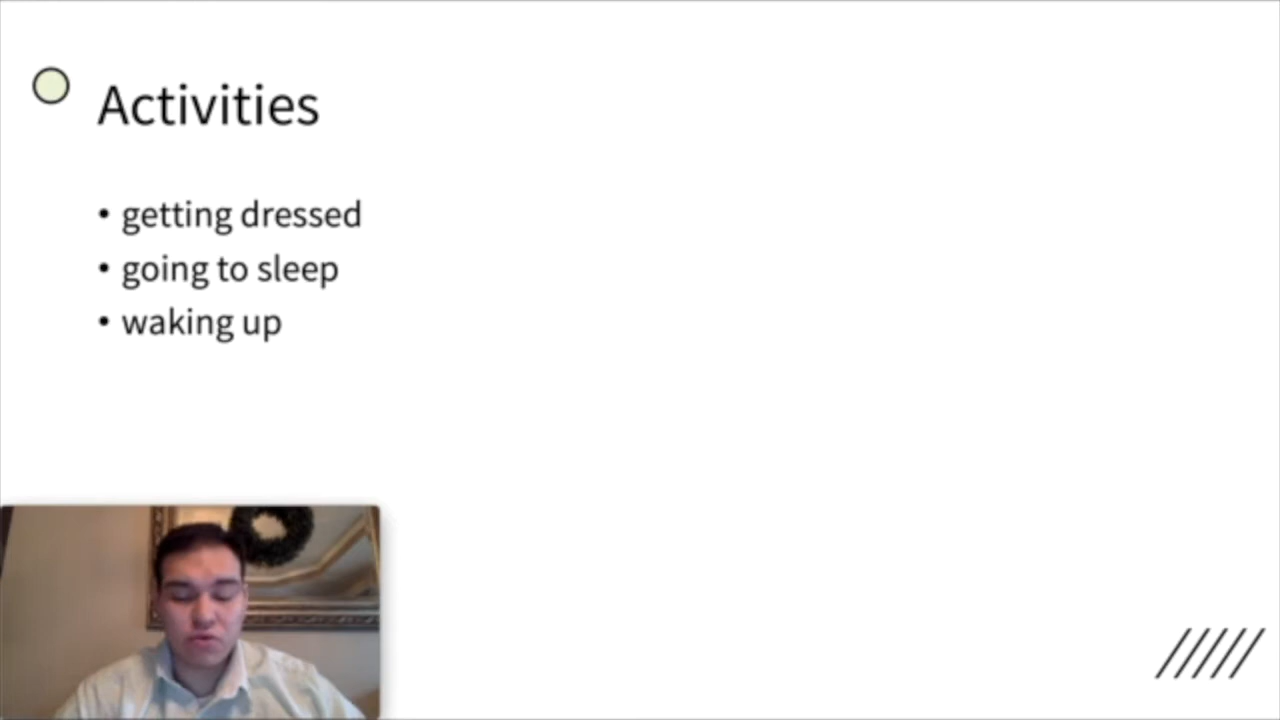 Activities
• getting dressed
• going to sleep
• waking up